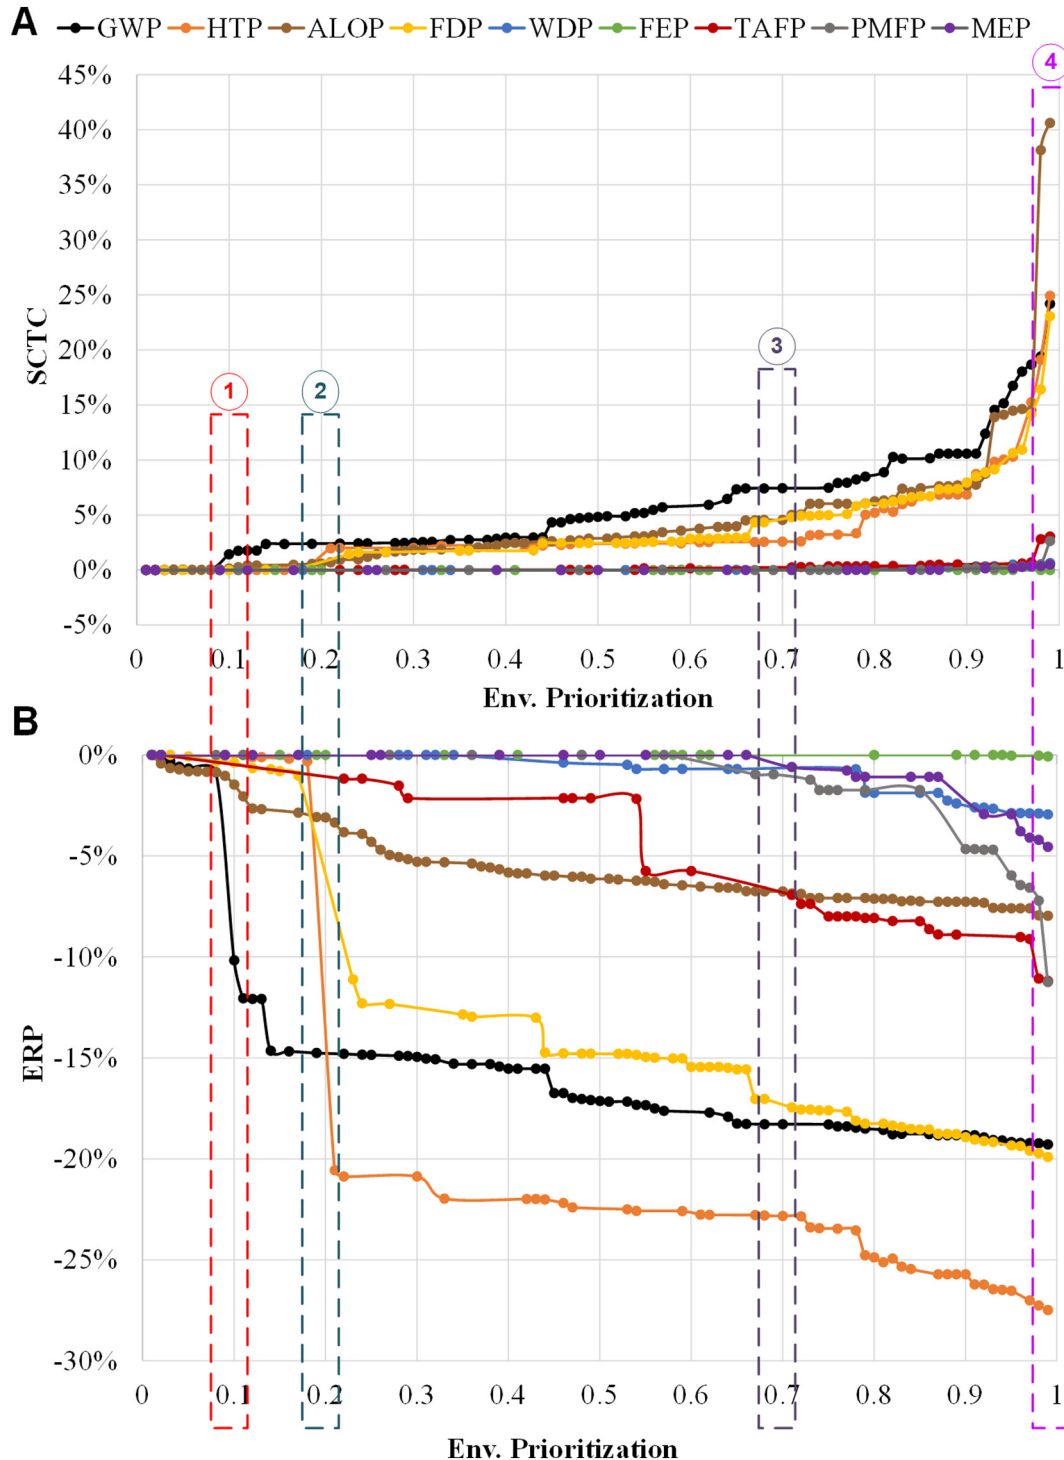 A
GWP HTP ALOP FDP WDP FEP TAFP PMFP MEP
4
45%
40%
35%
30%
25%
20%
15%
10%
5%
0%
-5%
SCTC
3
1
2
0 0.1 0.2 0.3 0.4 0.5 0.6 0.7 0.8 0.9 1
Env. Prioritization
B
0%
-5%
-10%
-15%
-20%
-25%
-30%
ERP
0 0.1 0.2 0.3 0.4 0.5 0.6 0.7 0.8 0.9 1
Env. Prioritization